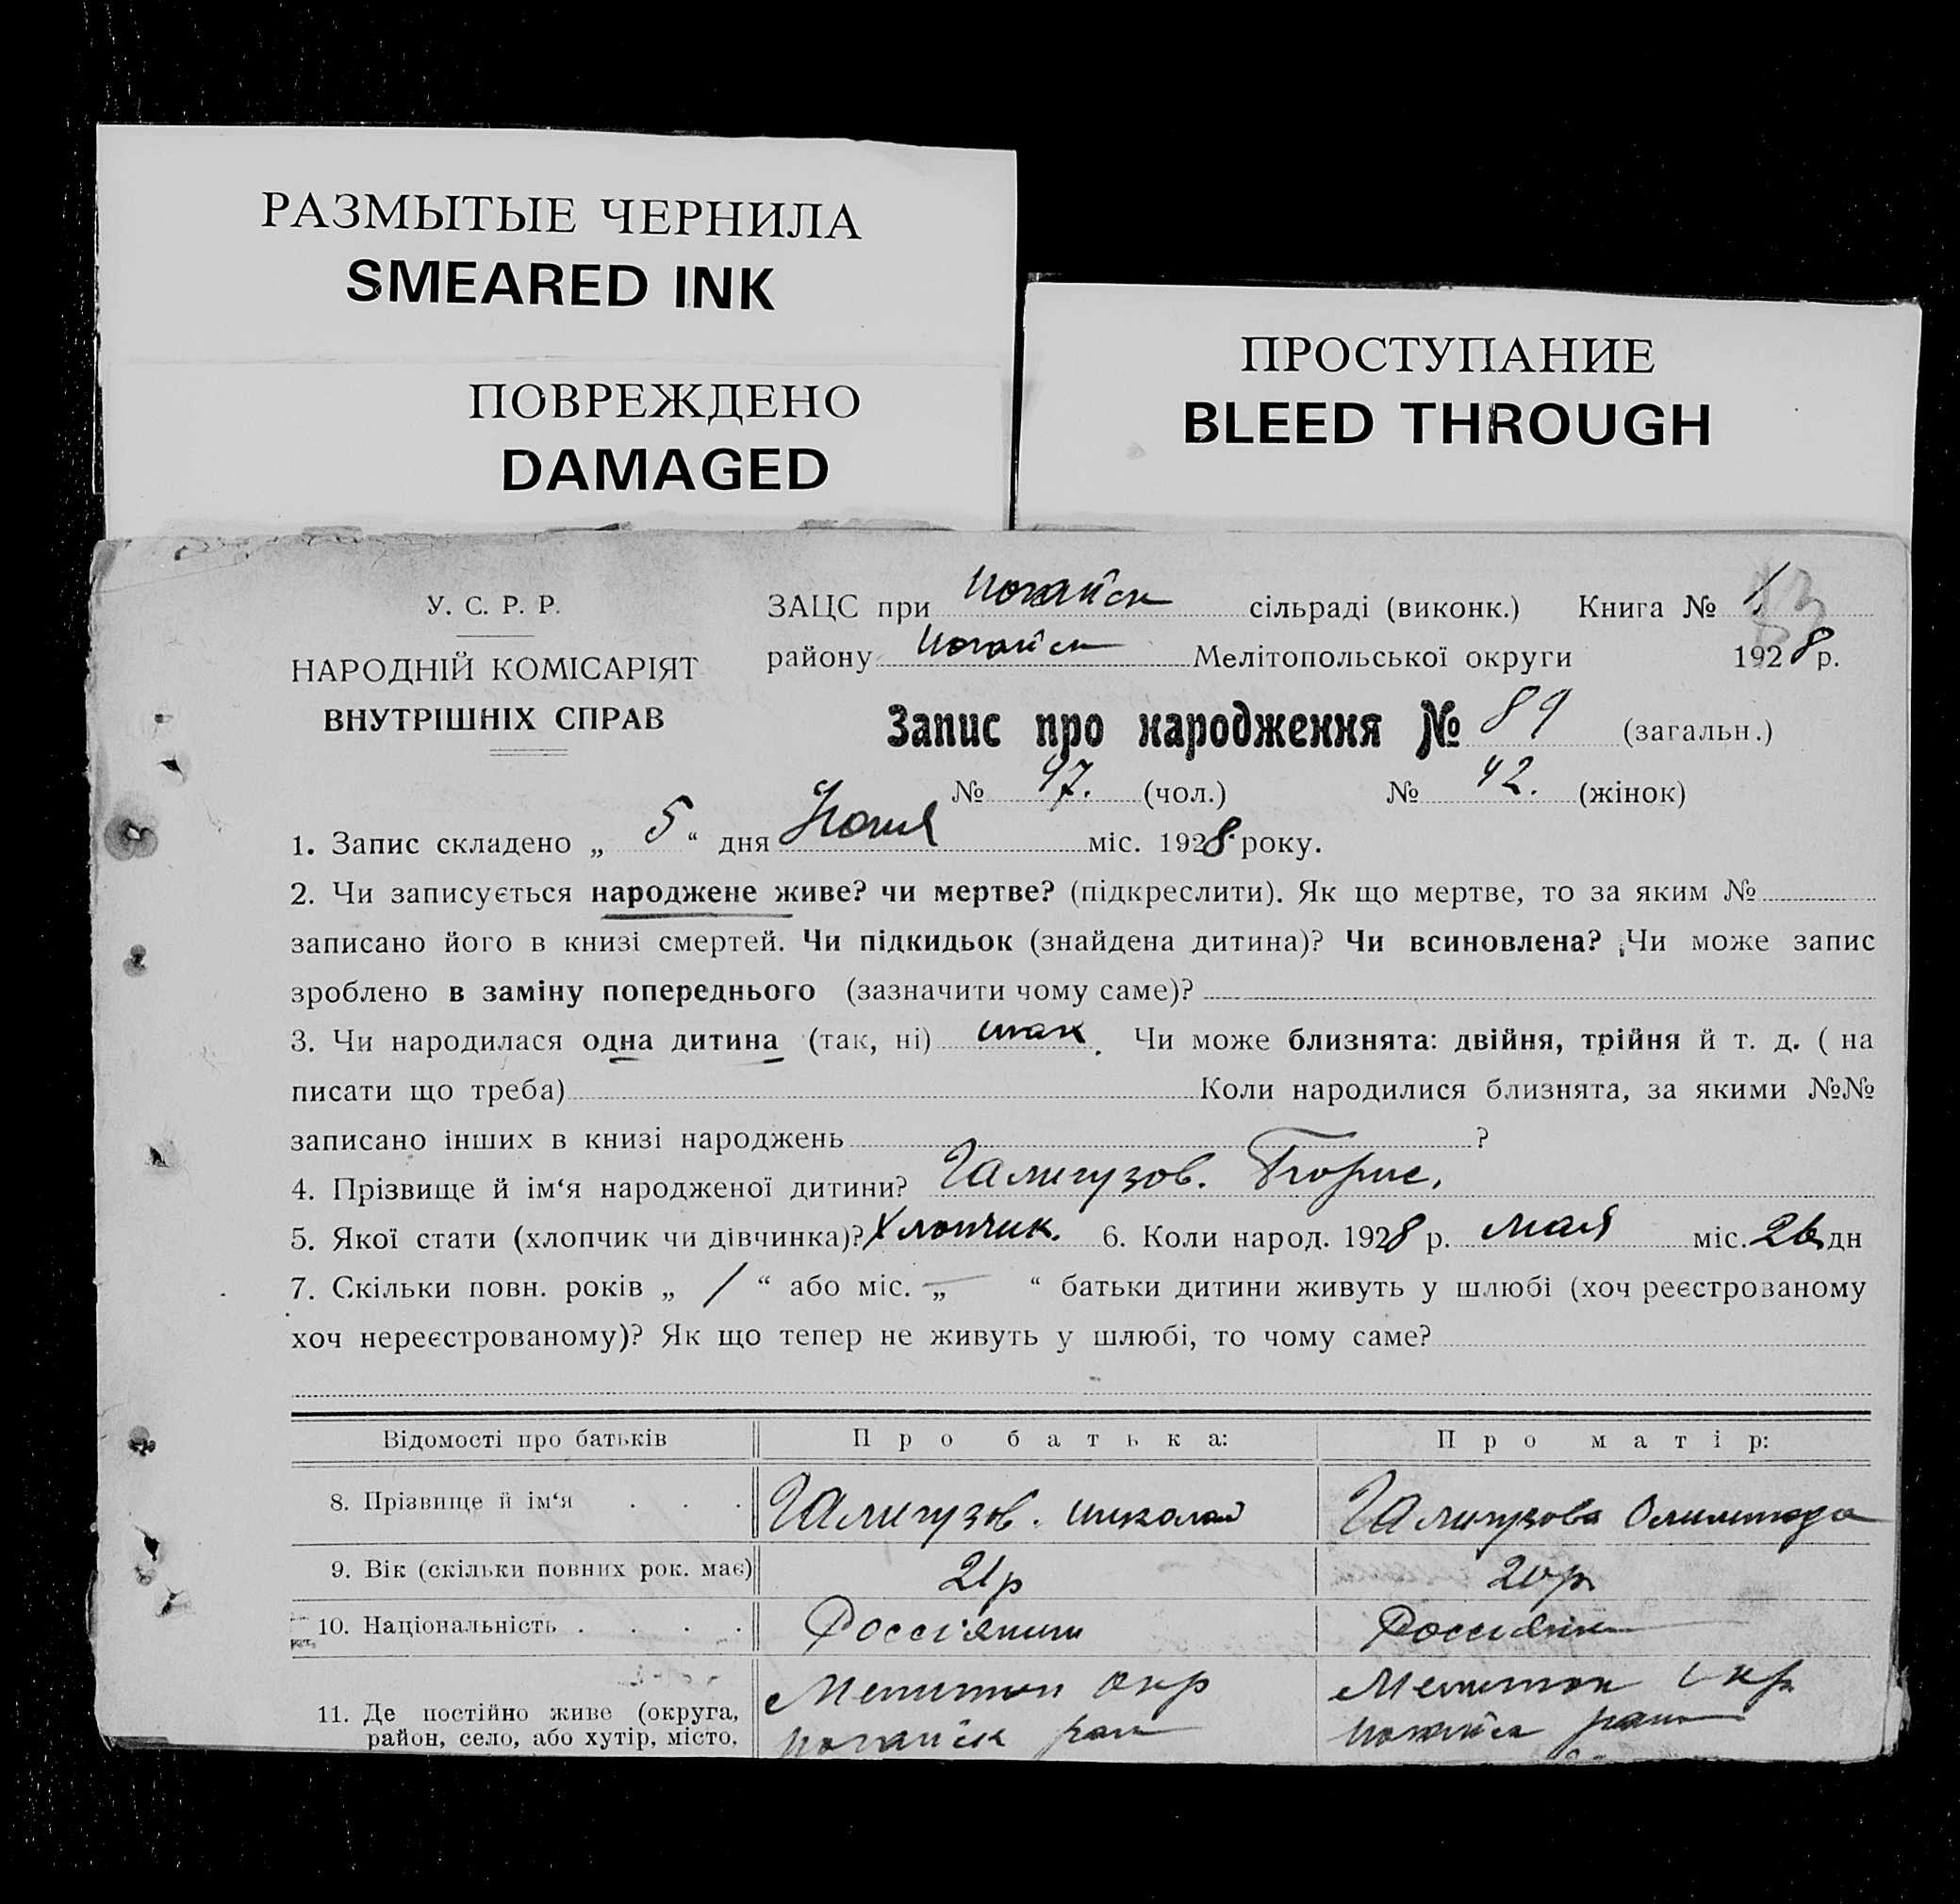 РАЗМЫТЫЕ ЧЕРНИЛА
SMEARED INK
ПОВРЕЖДЕНО
DAMAGED
ПРОСТУПАНИЕ
BLEED THROUGH
У. С. Р. Р.
НАРОДНІЙ КОМІСАРІЯТ
ВНУТРІШНІХ СПРАВ
ЗАЦС при Ногайск сільраді (виконк.) Книга № 1
району Ногайск Мелітопольської округи 1928 р.
Запис про народження № 89 (загальн.)
№ 47. (чол.) № 42. (жінок)
1. Запис складено „ 5 “ дня Июня міс. 1928 року.
2. Чи записується народжене живе? чи мертве? (підкреслити). Як що мертве, то за яким №
записано його в книзі смертей. Чи підкидьок (знайдена дитина)? Чи всиновлена? Чи може запис
зроблено в заміну попереднього (зазначити чому саме)?
3. Чи народилася одна дитина (так, ні) так. Чи може близнята: двійня, трійня й т. д. ( на
писати що треба) Коли народилися близнята, за якими №№
записано інших в книзі народжень ?
4. Прізвище й ім‘я народженої дитини? Галигузов. Борис.
5. Якої стати (хлопчик чи дівчинка)? Хлопчик. 6. Коли народ. 1928 р. мая міс. 26 дн
7. Скільки повн. років „ 1 “ або міс. „ — “ батьки дитини живуть у шлюбі (хоч реєстрованому
хоч нереєстрованому)? Як що тепер не живуть у шлюбі, то чому саме?
Відомості про батьків Про батька: Про матір:
8. Прізвище й ім‘я . . . Галигузов. Николай Галигузова
9. Вік (скільки повних рок. має) 21 р 20 р
10. Національність . . . . Россіянин Россиянка
11. Де постійно живе (округа, Мелитоп окр Мелитоп окр
район, село, або хутір, місто, Ногайск рай Ногайск рай